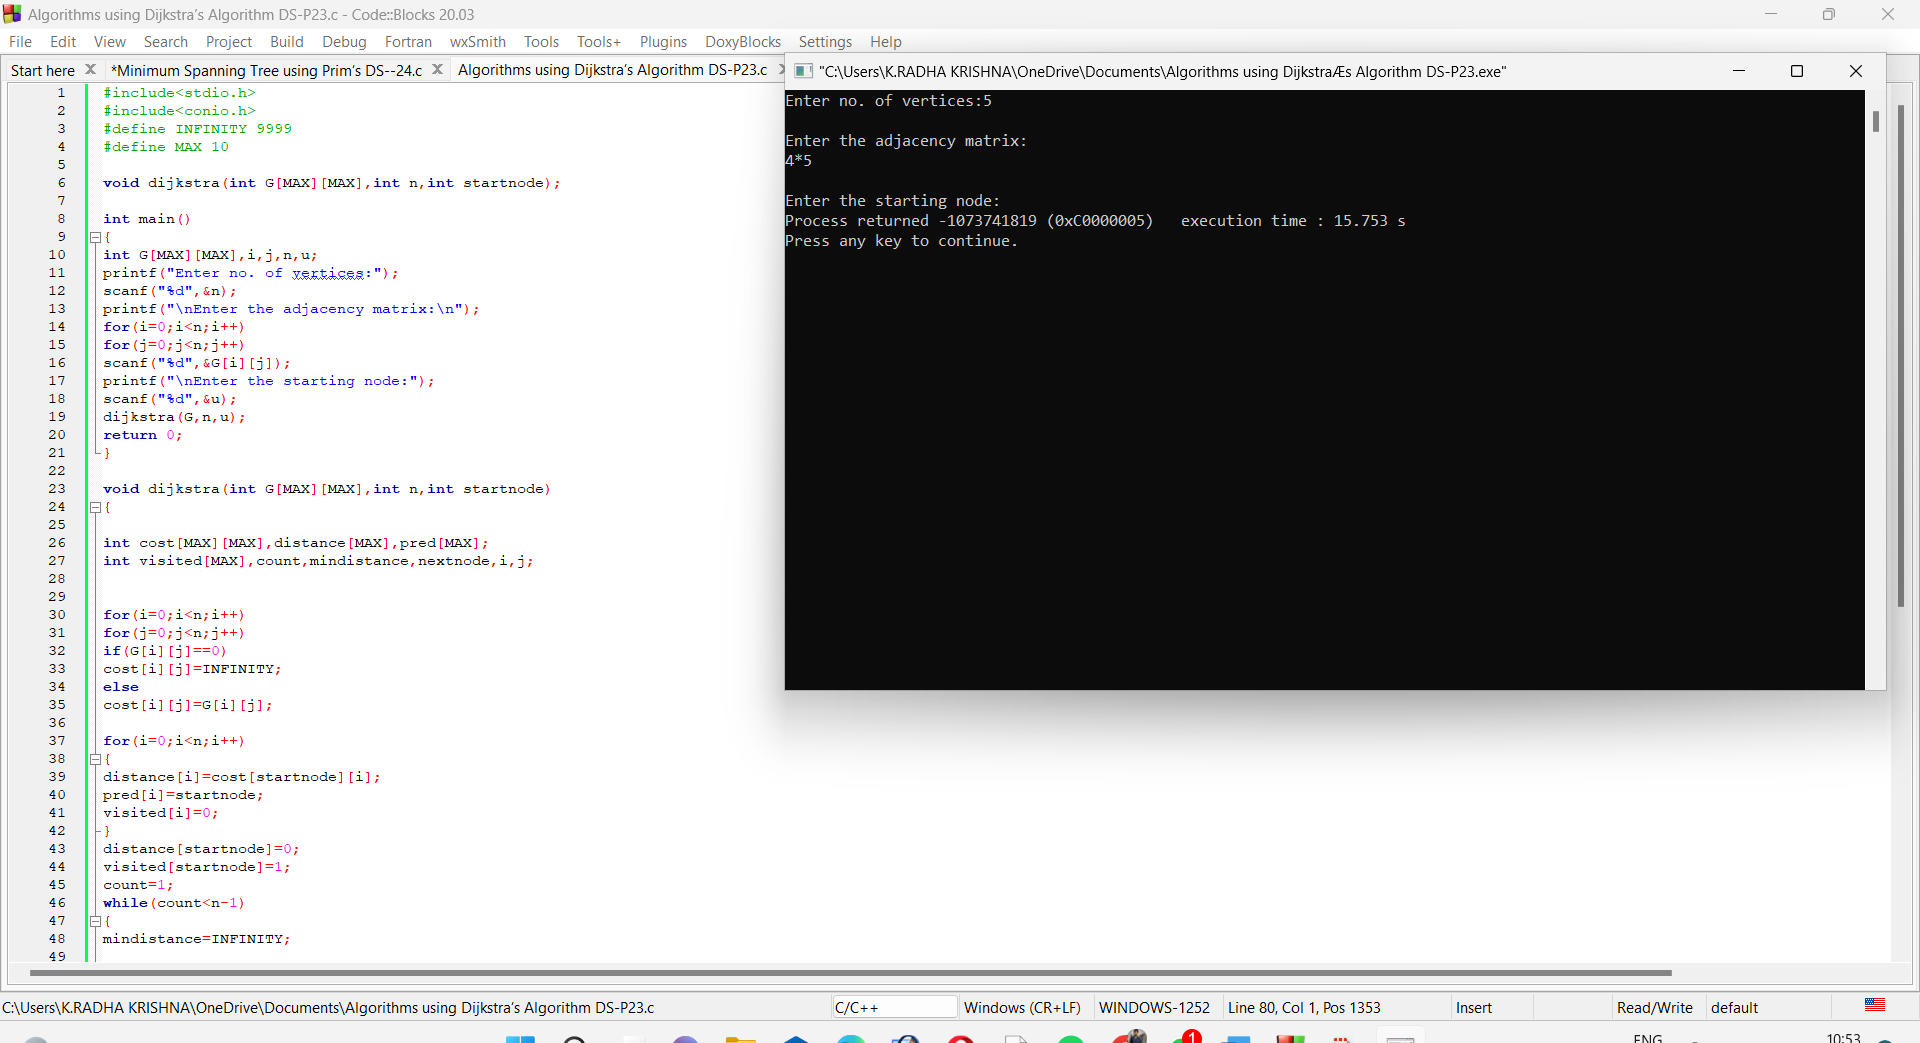 Algorithms using Dijkstra's Algorithm DS-P23.c - Code::Blocks 20.03
File Edit View Search Project Build Debug Fortran wxSmith Tools Tools+ Plugins DoxyBlocks Settings Help
Start here *Minimum Spanning Tree using Prim's DS--24.c Algorithms using Dijkstra's Algorithm DS-P23.c
1 #include<stdio.h>
2 #include<conio.h>
3 #define INFINITY 9999
4 #define MAX 10
5
6 void dijkstra(int G[MAX][MAX],int n,int startnode);
7
8 int main()
9 {
10 int G[MAX][MAX],i,j,n,u;
11 printf("Enter no. of vertices:");
12 scanf("%d",&n);
13 printf("\nEnter the adjacency matrix:\n");
14 for(i=0;i<n;i++)
15 for(j=0;j<n;j++)
16 scanf("%d",&G[i][j]);
17 printf("\nEnter the starting node:");
18 scanf("%d",&u);
19 dijkstra(G,n,u);
20 return 0;
21 }
22
23 void dijkstra(int G[MAX][MAX],int n,int startnode)
24 {
25
26 int cost[MAX][MAX],distance[MAX],pred[MAX];
27 int visited[MAX],count,mindistance,nextnode,i,j;
28
29
30 for(i=0;i<n;i++)
31 for(j=0;j<n;j++)
32 if(G[i][j]==0)
33 cost[i][j]=INFINITY;
34 else
35 cost[i][j]=G[i][j];
36
37 for(i=0;i<n;i++)
38 {
39 distance[i]=cost[startnode][i];
40 pred[i]=startnode;
41 visited[i]=0;
42 }
43 distance[startnode]=0;
44 visited[startnode]=1;
45 count=1;
46 while(count<n-1)
47 {
48 mindistance=INFINITY;
49
"C:\Users\K.RADHA KRISHNA\OneDrive\Documents\Algorithms using DijkstraÆs Algorithm DS-P23.exe"
Enter no. of vertices:5
Enter the adjacency matrix:
4*5
Enter the starting node:
Process returned -1073741819 (0xC0000005)   execution time : 15.753 s
Press any key to continue.
C:\Users\K.RADHA KRISHNA\OneDrive\Documents\Algorithms using Dijkstra's Algorithm DS-P23.c C/C++ Windows (CR+LF) WINDOWS-1252 Line 80, Col 1, Pos 1353 Insert Read/Write default
1 ENG 10:53